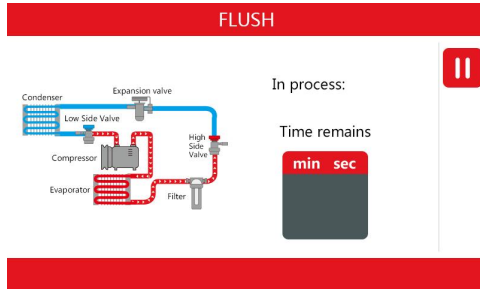 FLUSH
Condenser
Expansion valve
Low Side Valve
Compressor
High
Side
Valve
Evaporator
Filter
In process:
Time remains
min sec